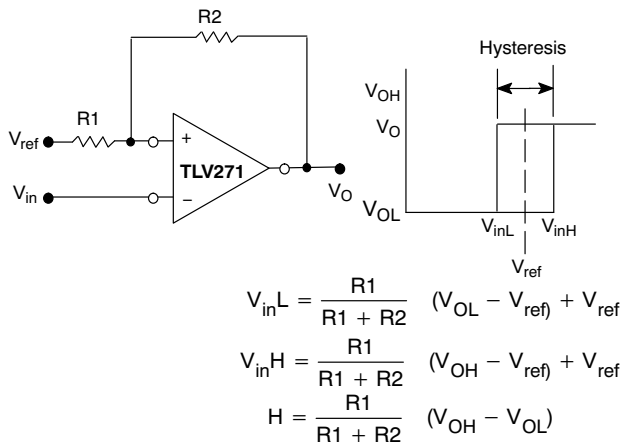 R2
Hysteresis
R1
V_OH
V_ref
+
V_O
TLV271
V_in
−
V_O
V_OL
V_inL
V_inH
V_ref
V_inL = R1 / (R1 + R2) (V_OL − V_ref) + V_ref
V_inH = R1 / (R1 + R2) (V_OH − V_ref) + V_ref
H = R1 / (R1 + R2) (V_OH − V_OL)